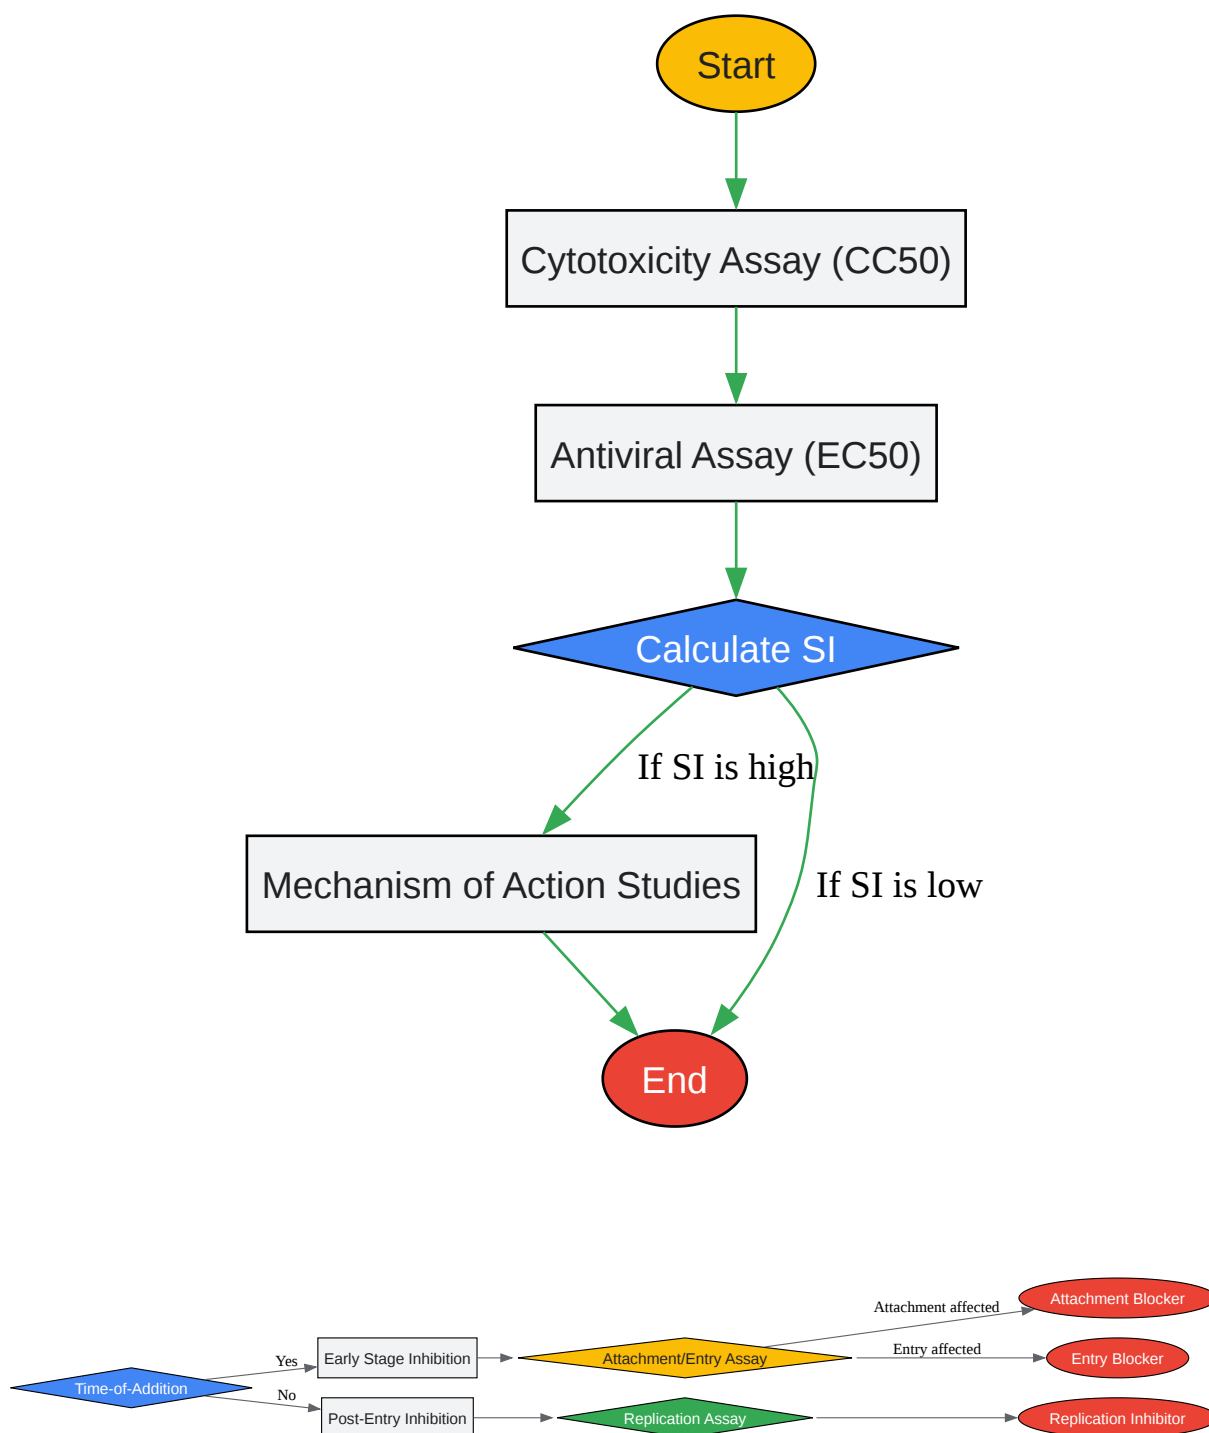 Start
Cytotoxicity Assay (CC50)
Antiviral Assay (EC50)
Calculate SI
If SI is high
Mechanism of Action Studies
If SI is low
End
Attachment affected
Attachment Blocker
Yes
Early Stage Inhibition
Attachment/Entry Assay
Entry affected
Entry Blocker
Time-of-Addition
No
Post-Entry Inhibition
Replication Assay
Replication Inhibitor